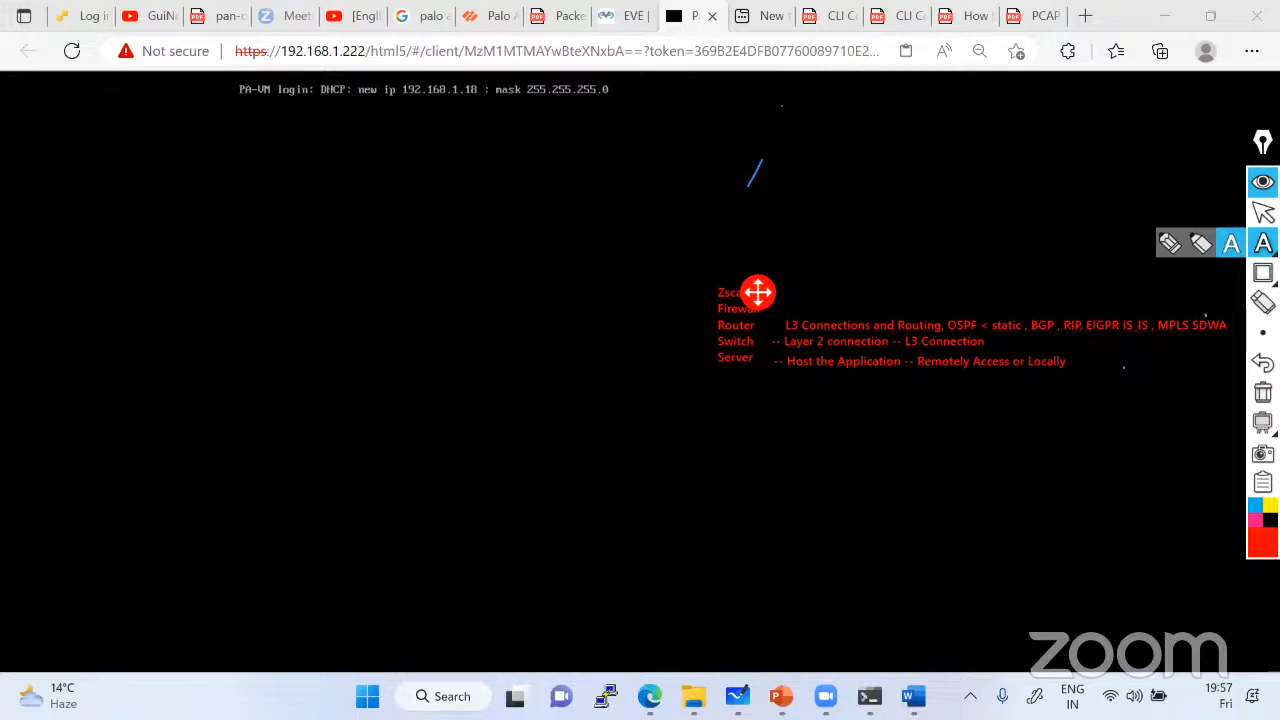 Log in
GuiN
pan-o
Meet
[Engl
palo a
Palo A
Packe
EVE |
P
New T
CLI Co
How
PCAP
Not secure
https://192.168.1.222/html5/#/client/MzM1MTMAYwBteXNxbA==?token=369B2E4DFB07760089710E2...
PA-VM login: DHCP: new ip 192.168.1.18 : mask 255.255.255.0
Zsca
Firewall
Router L3 Connections and Routing, OSPF < static , BGP , RIP, EIGPR IS_IS , MPLS SDWA
Switch -- Layer 2 connection -- L3 Connection
Server -- Host the Application -- Remotely Access or Locally
A A
zoom
14°C
Haze
Search
ENG
IN
19:57
Fri